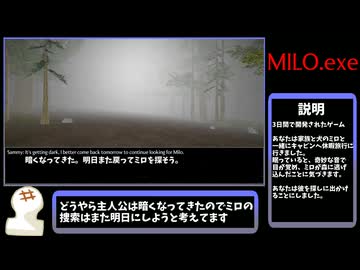 MILO.exe
Sammy: It's getting dark, I better come back tomorrow to continue looking for Milo.
暗くなってきた。明日また戻ってミロを探そう。
どうやら主人公は暗くなってきたのでミロの
捜索はまた明日にしようと考えてます
説明
3日間で開発されたゲーム
あなたは家族と犬のミロと
一緒にキャビンへ休暇旅行に
行きました。
眠っていると、奇妙な音で
目が覚め、ミロが森に逃げ
込んだことに気づきます。
あなたは彼を探しに出かけ
ることにしました。